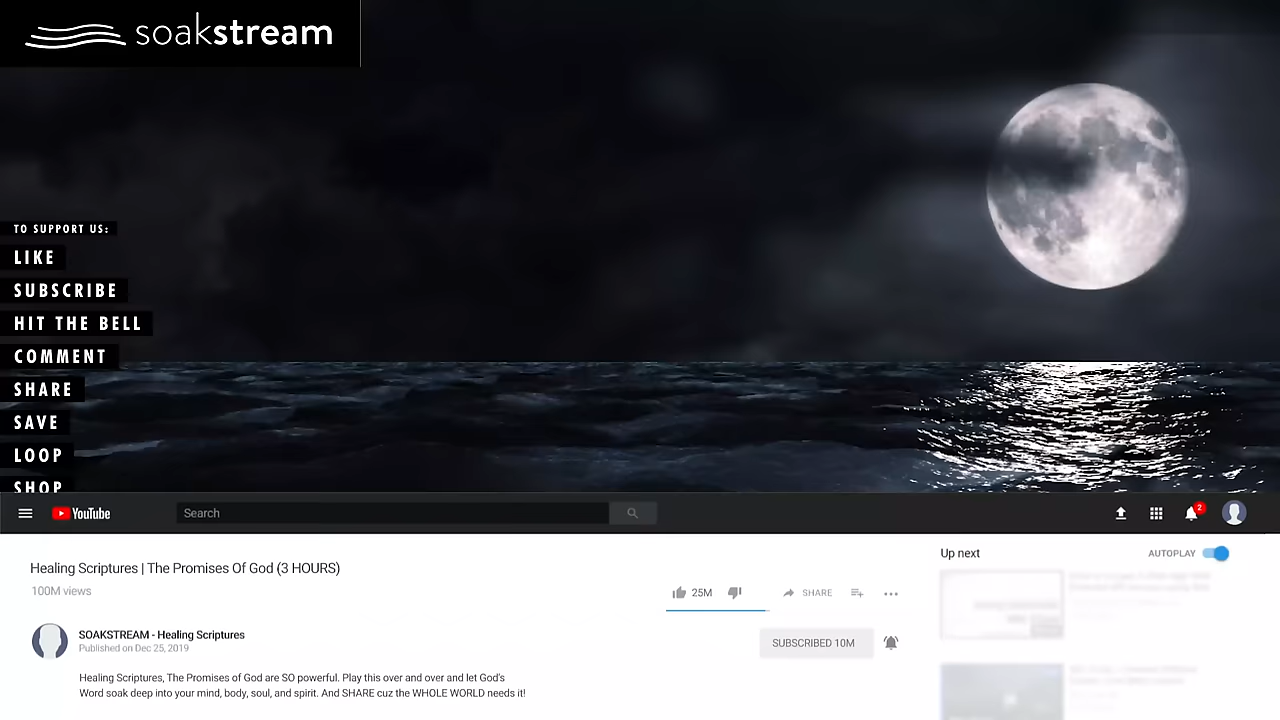 soakstream
TO SUPPORT US:
LIKE
SUBSCRIBE
HIT THE BELL
COMMENT
SHARE
SAVE
LOOP
SHOP
YouTube
Search
2
Healing Scriptures | The Promises Of God (3 HOURS)
100M views
25M
SHARE
SOAKSTREAM - Healing Scriptures
Published on Dec 25, 2019
SUBSCRIBED 10M
Healing Scriptures, The Promises of God are SO powerful. Play this over and over and let God's
Word soak deep into your mind, body, soul, and spirit. And SHARE cuz the WHOLE WORLD needs it!
Up next
AUTOPLAY